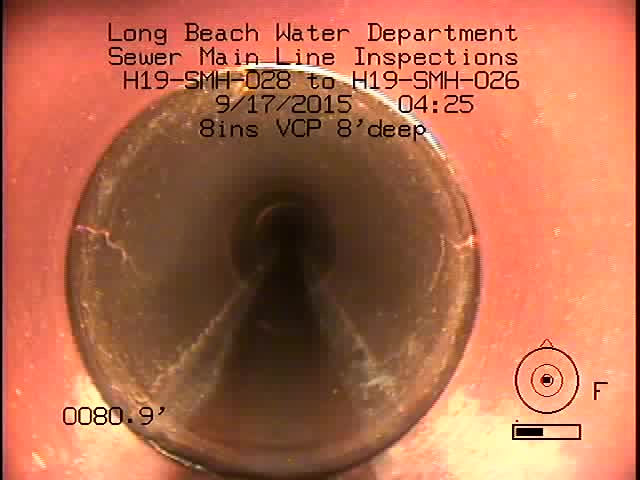 Long Beach Water Department
Sewer Main Line Inspections
H19-SMH-028 to H19-SMH-026
9/17/2015 04:25
8ins VCP 8'deep
0080.9'
F